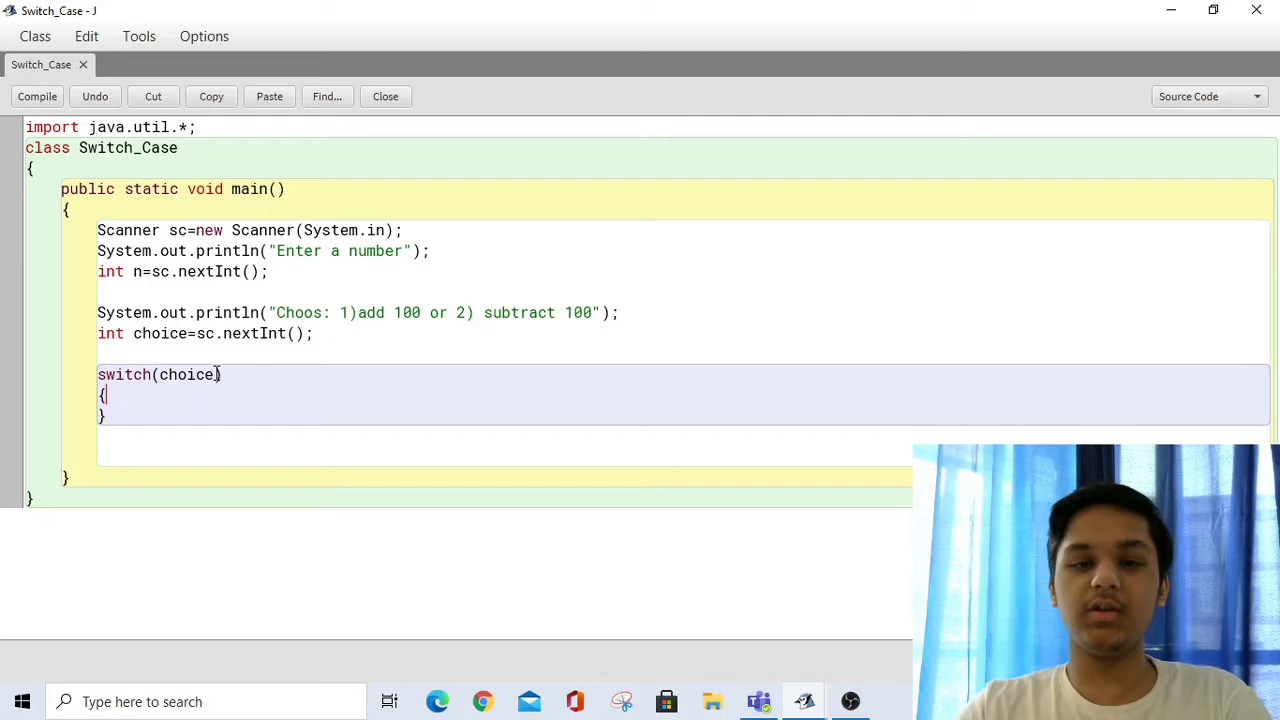 Switch_Case - J
Class Edit Tools Options
Switch_Case
Compile Undo Cut Copy Paste Find... Close Source Code
import java.util.*;
class Switch_Case
{
public static void main()
{
Scanner sc=new Scanner(System.in);
System.out.println("Enter a number");
int n=sc.nextInt();
System.out.println("Choos: 1)add 100 or 2) subtract 100");
int choice=sc.nextInt();
switch(choice)
{
}
}
}
Type here to search